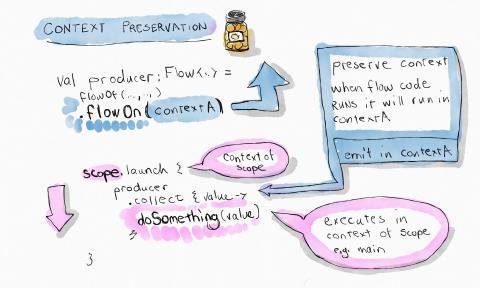 CONTEXT PRESERVATION
val producer: Flow<..> =
flowOf(..,..)
.flowOn(contextA)
preserve context
when flow code
RUNS it will run in
contextA
emit in contextA
scope.launch {
context of
scope
producer
.collect { value ->
doSomething(value)
}
executes in
context of scope
e.g. main
}